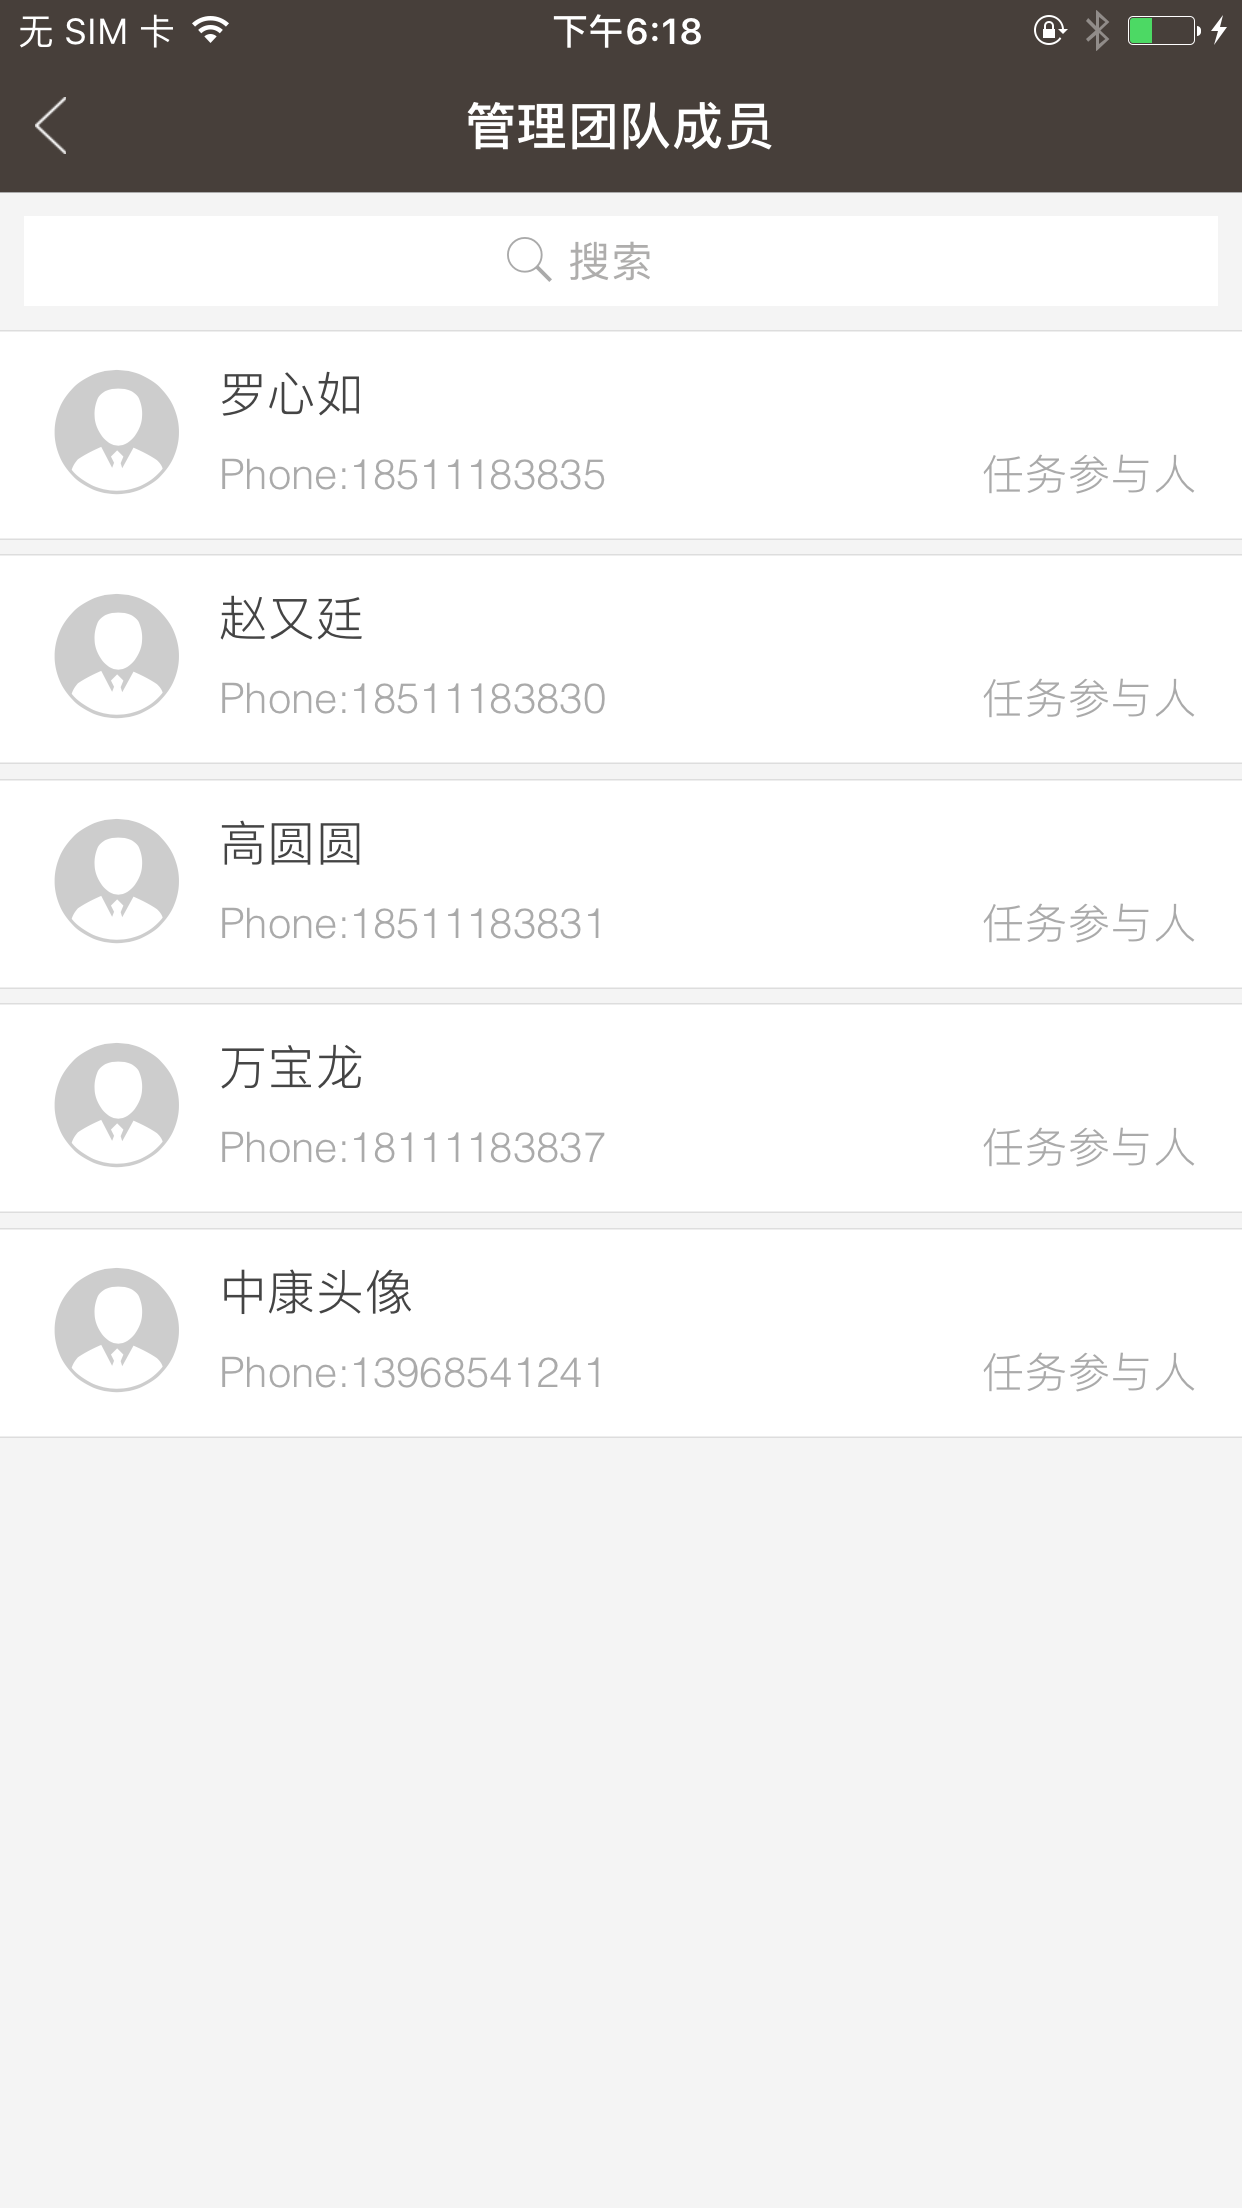 无 SIM 卡 下午6:18
管理团队成员
搜索
罗心如
Phone:18511183835 任务参与人
赵又廷
Phone:18511183830 任务参与人
高圆圆
Phone:18511183831 任务参与人
万宝龙
Phone:18111183837 任务参与人
中康头像
Phone:13968541241 任务参与人